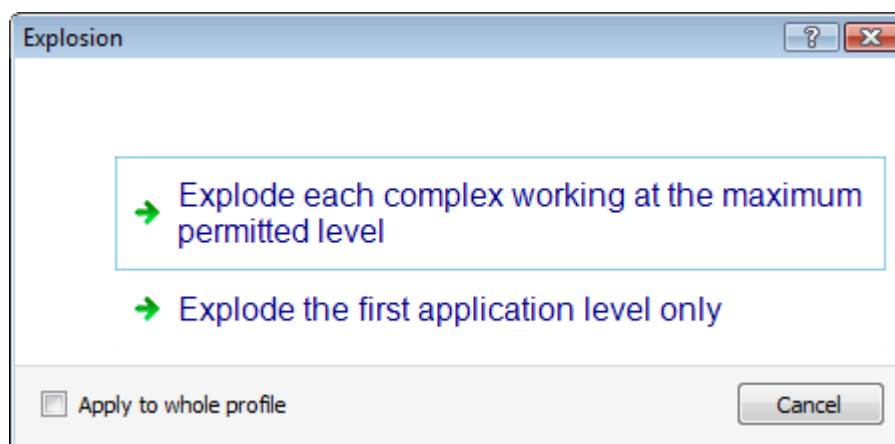 Explosion
Explode each complex working at the maximum
permitted level
Explode the first application level only
Apply to whole profile
Cancel